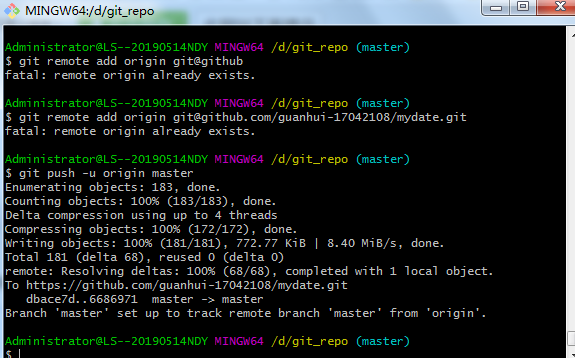 MINGW64:/d/git_repo
Administrator@LS--20190514NDY MINGW64 /d/git_repo (master)
$ git remote add origin git@github
fatal: remote origin already exists.
Administrator@LS--20190514NDY MINGW64 /d/git_repo (master)
$ git remote add origin git@github.com/guanhui-17042108/mydate.git
fatal: remote origin already exists.
Administrator@LS--20190514NDY MINGW64 /d/git_repo (master)
$ git push -u origin master
Enumerating objects: 183, done.
Counting objects: 100% (183/183), done.
Delta compression using up to 4 threads
Compressing objects: 100% (172/172), done.
Writing objects: 100% (181/181), 772.77 KiB | 8.40 MiB/s, done.
Total 181 (delta 68), reused 0 (delta 0)
remote: Resolving deltas: 100% (68/68), completed with 1 local object.
To https://github.com/guanhui-17042108/mydate.git
   dbace7d..6686971  master -> master
Branch 'master' set up to track remote branch 'master' from 'origin'.
Administrator@LS--20190514NDY MINGW64 /d/git_repo (master)
$